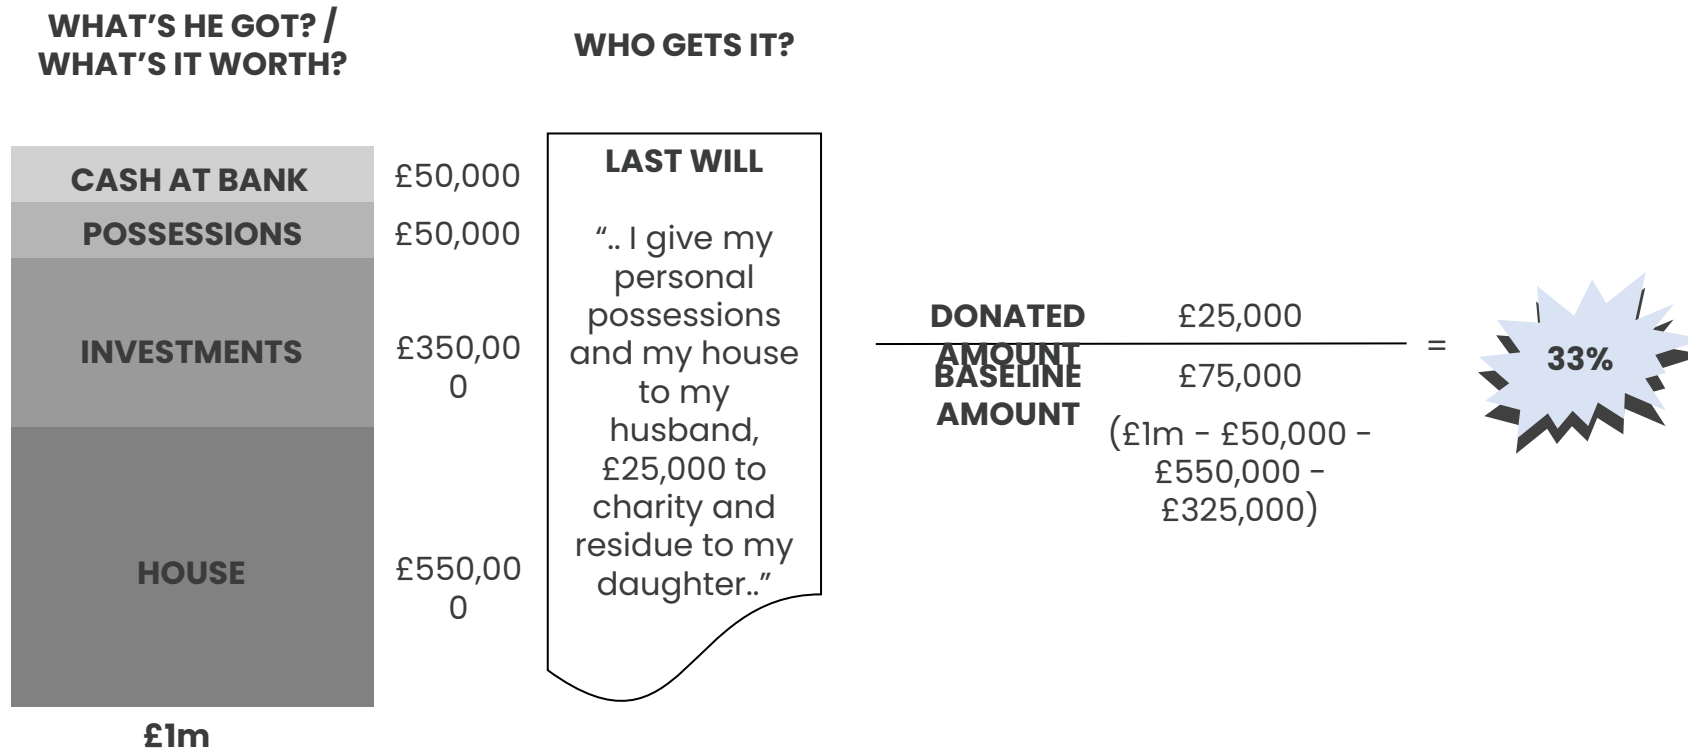 WHAT’S HE GOT? /
WHAT’S IT WORTH?
WHO GETS IT?
CASH AT BANK
£50,000
POSSESSIONS
£50,000
INVESTMENTS
£350,00
0
HOUSE
£550,00
0
£1m
LAST WILL
“.. I give my
personal
possessions
and my house
to my
husband,
£25,000 to
charity and
residue to my
daughter..”
DONATED
AMOUNT
£25,000
BASELINE
AMOUNT
£75,000
(£1m - £50,000 -
£550,000 -
£325,000)
=
33%